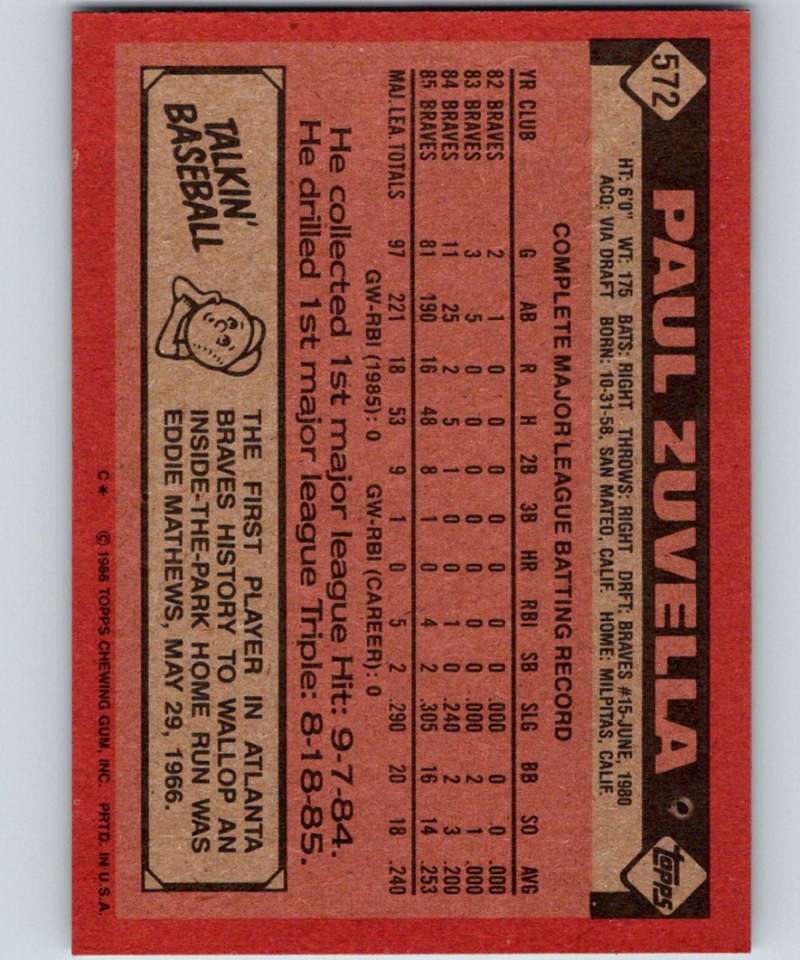 572 PAUL ZUVELLA topps
HT: 6'0" WT: 175 BATS: RIGHT THROWS: RIGHT DRFT: BRAVES #15-JUNE, 1980
ACQ: VIA DRAFT BORN: 10-31-58, SAN MATEO, CALIF. HOME: MILPITAS, CALIF.
COMPLETE MAJOR LEAGUE BATTING RECORD
YR CLUB G AB R H 2B 3B HR RBI SB SLG BB SO AVG
82 BRAVES 2 1 0 0 0 0 0 0 0 .000 0 0 .000
83 BRAVES 3 5 0 0 0 0 0 0 0 .000 2 1 .000
84 BRAVES 11 25 2 5 1 0 0 1 0 .240 2 3 .200
85 BRAVES 81 190 16 48 8 1 0 4 2 .305 16 14 .253
MAJ. LEA. TOTALS 97 221 18 53 9 1 0 5 2 .290 20 18 .240
GW-RBI (1985): 0 GW-RBI (CAREER): 0
He collected 1st major league Hit: 9-7-84.
He drilled 1st major league Triple: 8-18-85.
TALKIN'
BASEBALL
THE FIRST PLAYER IN ATLANTA
BRAVES HISTORY TO WALLOP AN
INSIDE-THE-PARK HOME RUN WAS
EDDIE MATHEWS, MAY 29, 1966.
C* © 1986 TOPPS CHEWING GUM, INC. PRTD. IN U.S.A.